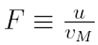 F ≡ u / v_M